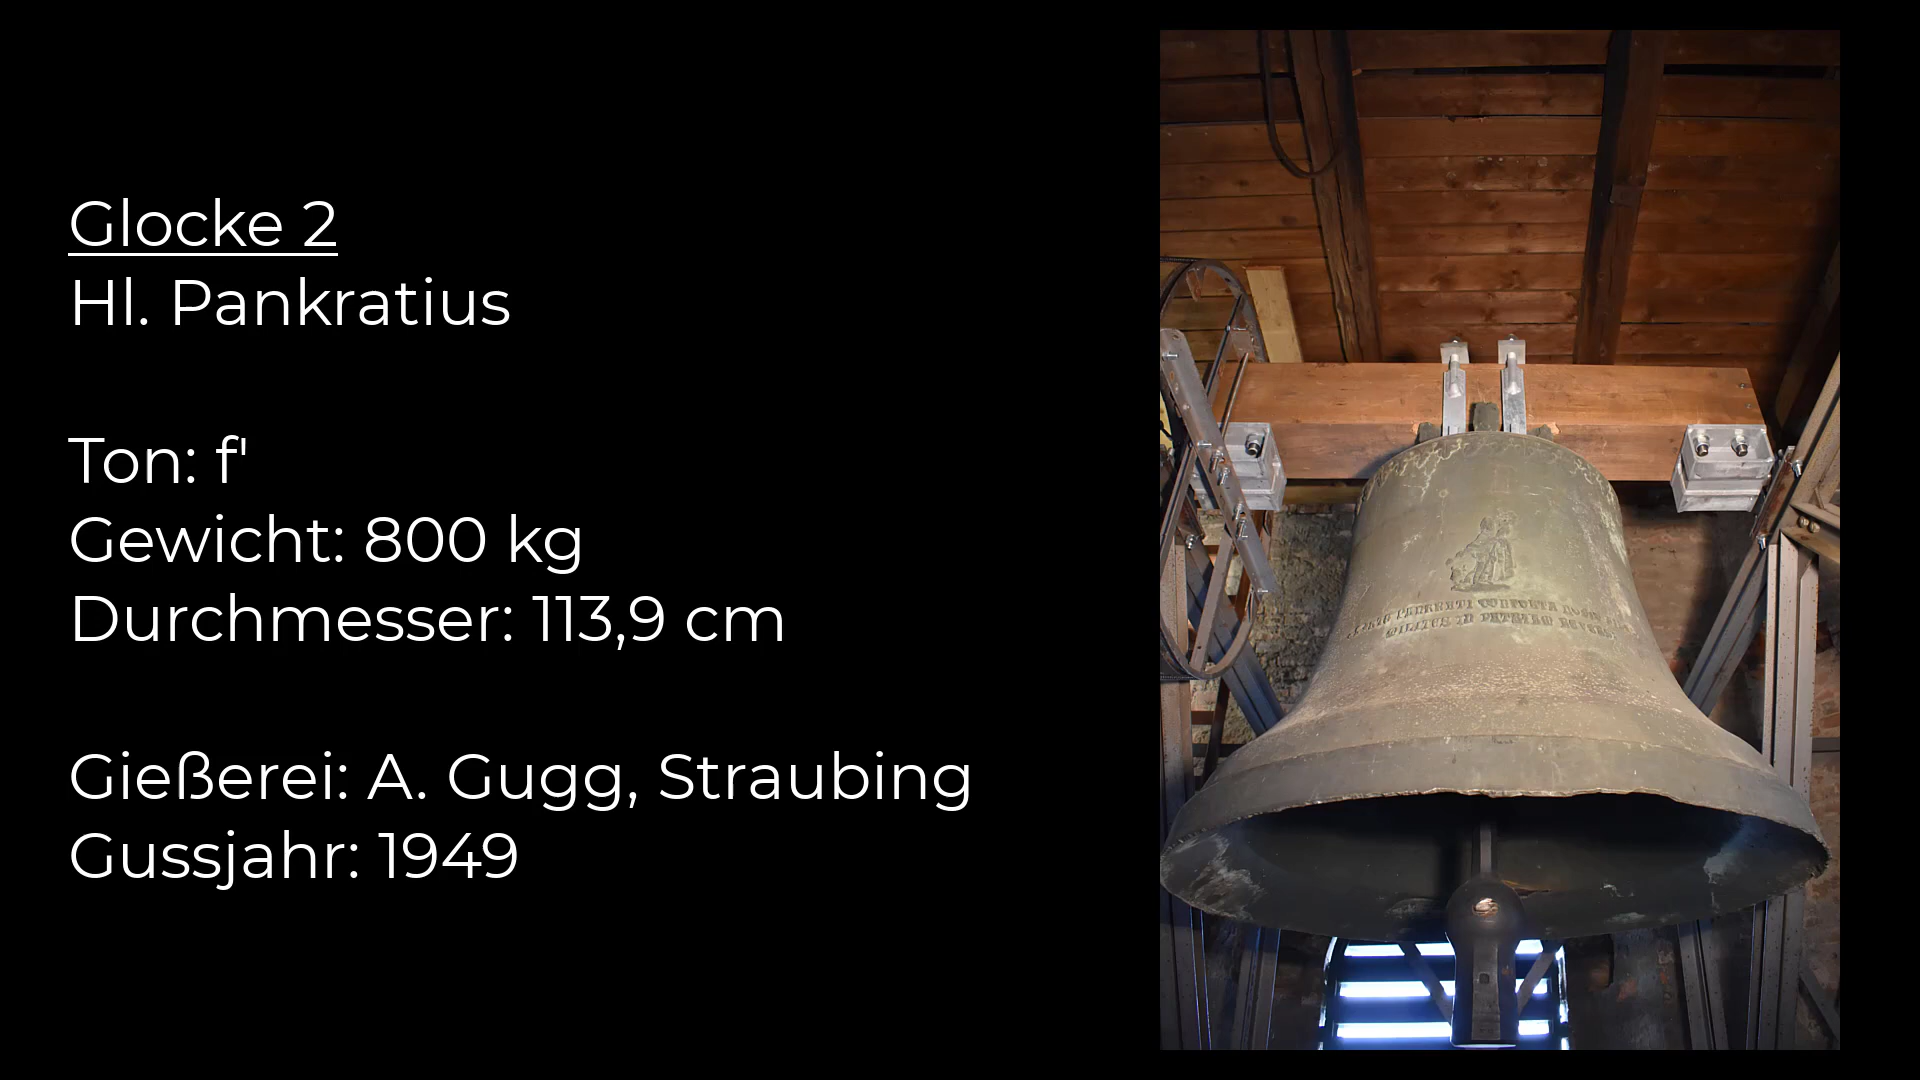 Glocke 2
Hl. Pankratius
Ton: f'
Gewicht: 800 kg
Durchmesser: 113,9 cm
Gießerei: A. Gugg, Straubing
Gussjahr: 1949